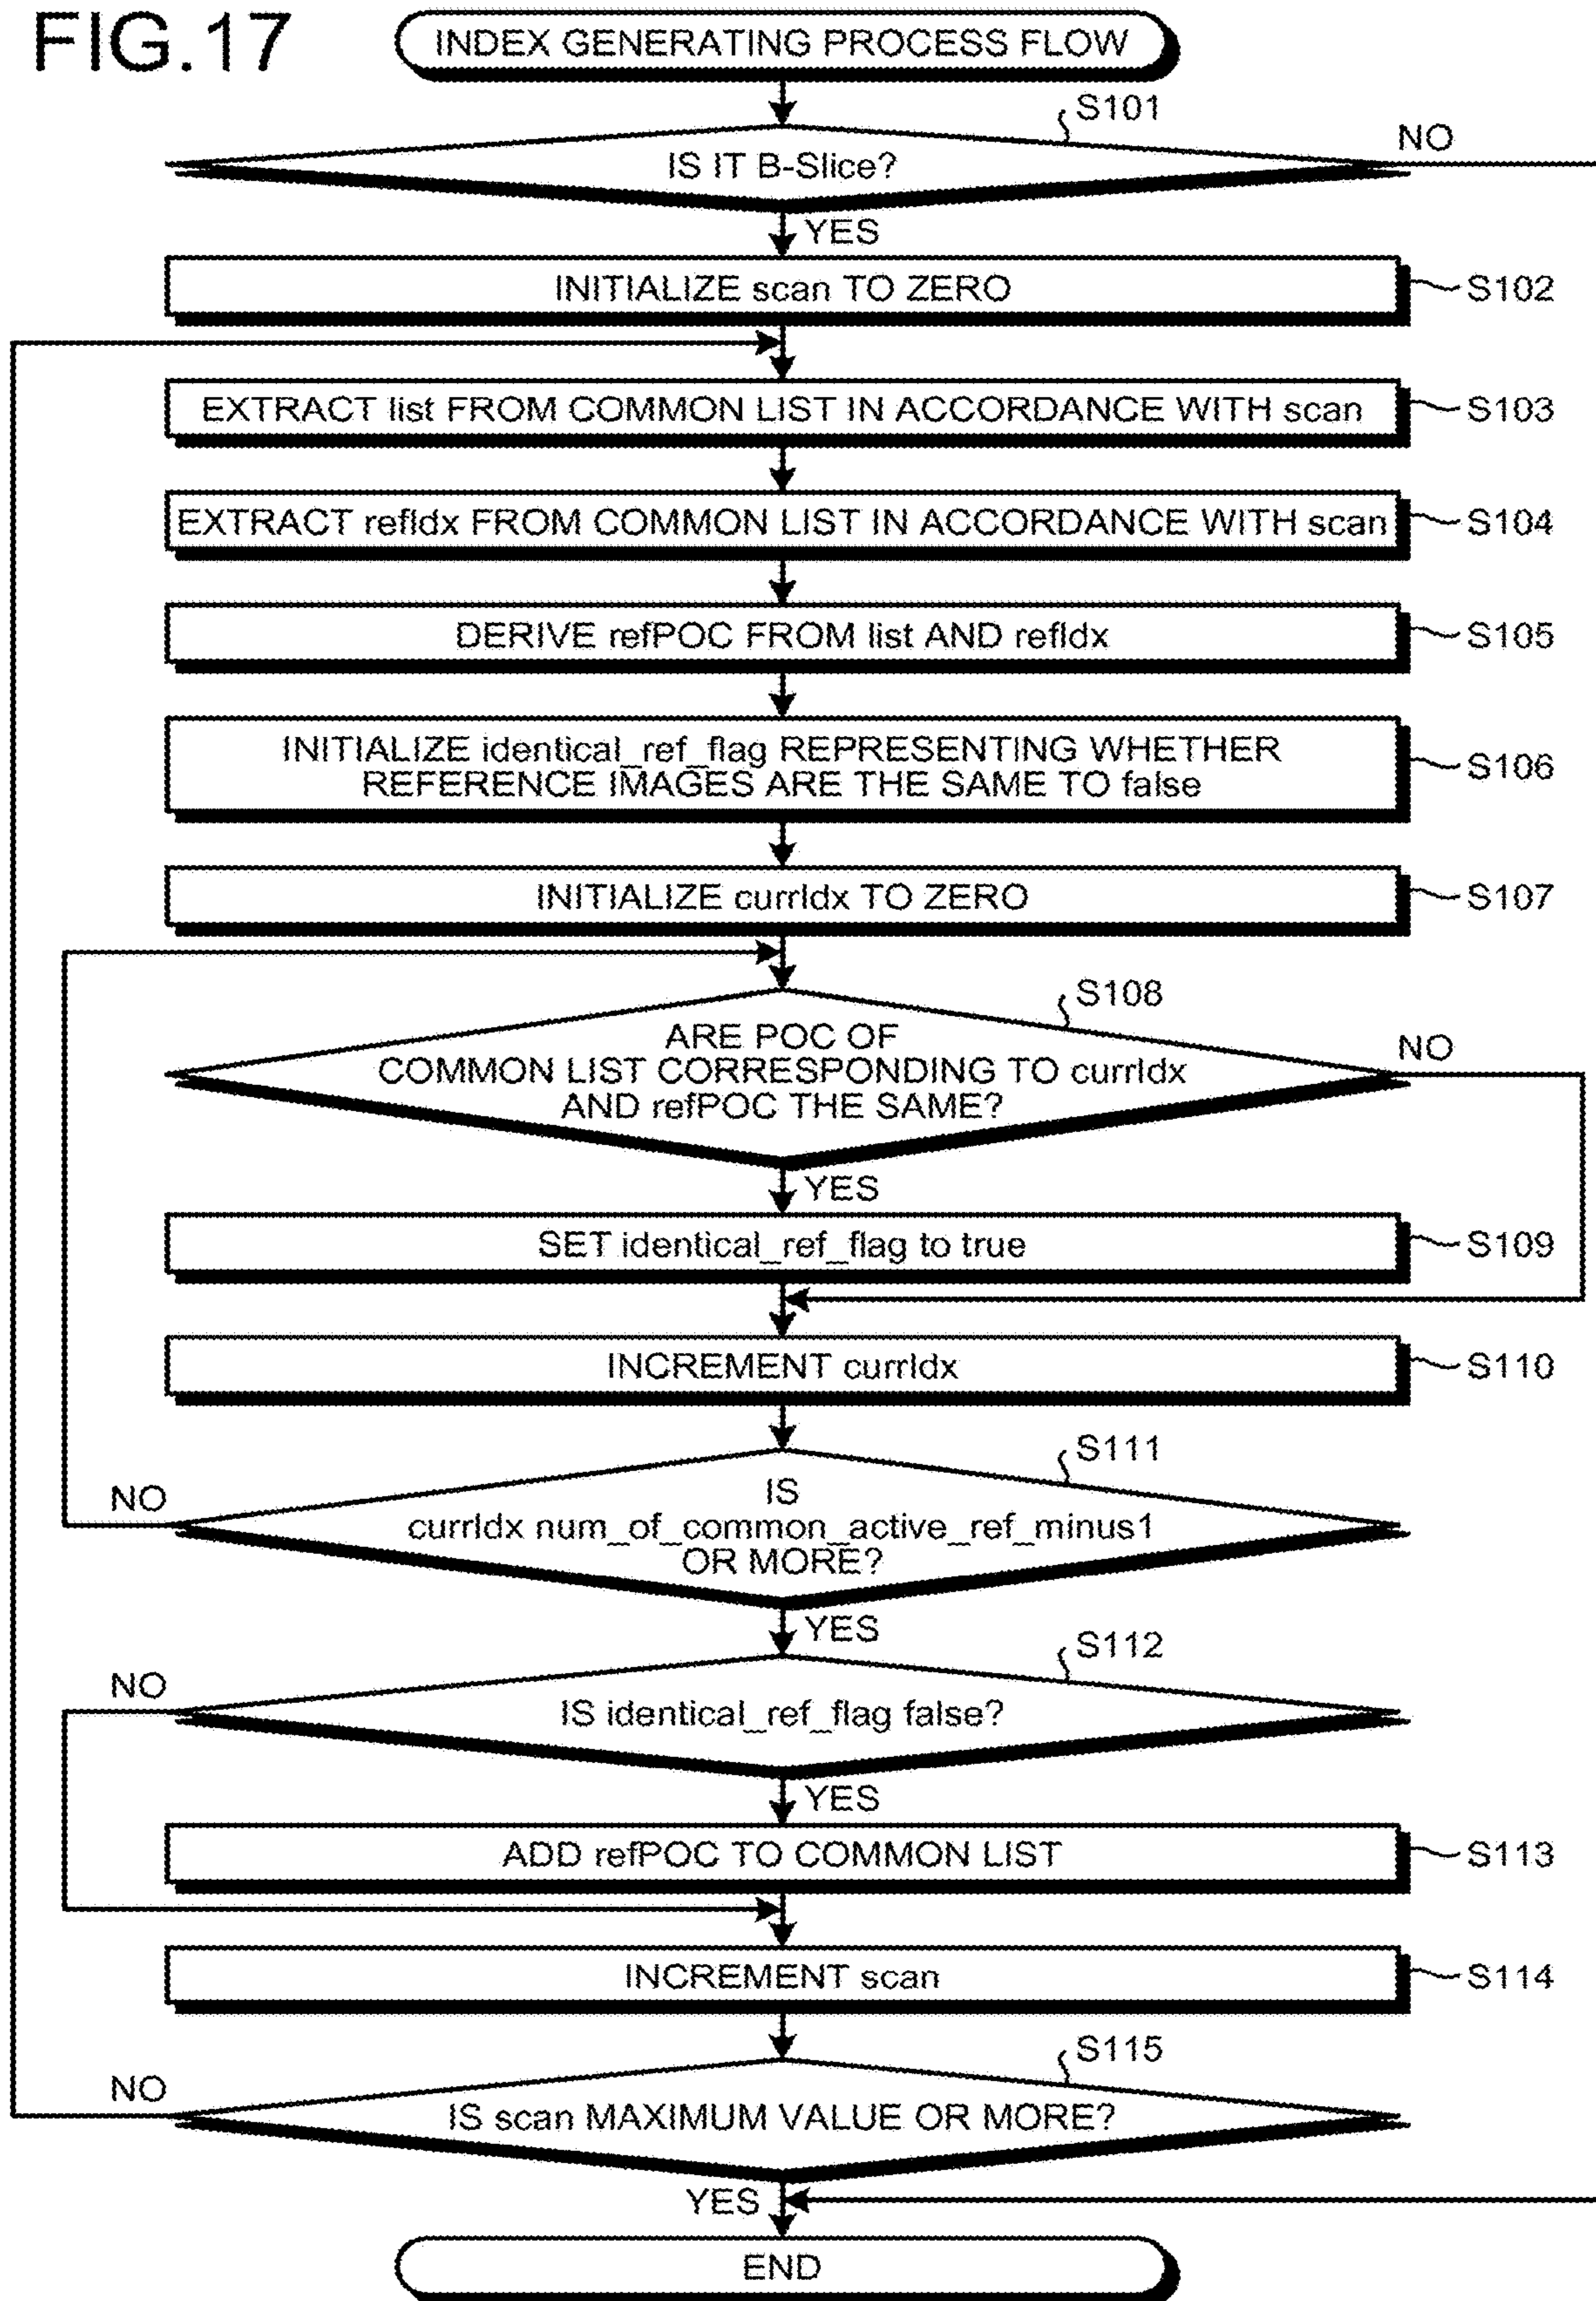 FIG.17
INDEX GENERATING PROCESS FLOW
S101
IS IT B-Slice?
NO
YES
INITIALIZE scan TO ZERO
S102
EXTRACT list FROM COMMON LIST IN ACCORDANCE WITH scan
S103
EXTRACT refIdx FROM COMMON LIST IN ACCORDANCE WITH scan
S104
DERIVE refPOC FROM list AND refIdx
S105
INITIALIZE identical_ref_flag REPRESENTING WHETHER
REFERENCE IMAGES ARE THE SAME TO false
S106
INITIALIZE currIdx TO ZERO
S107
S108
ARE POC OF
COMMON LIST CORRESPONDING TO currIdx
AND refPOC THE SAME?
NO
YES
SET identical_ref_flag to true
S109
INCREMENT currIdx
S110
S111
NO
IS
currIdx num_of_common_active_ref_minus1
OR MORE?
YES
S112
NO
IS identical_ref_flag false?
YES
ADD refPOC TO COMMON LIST
S113
INCREMENT scan
S114
S115
NO
IS scan MAXIMUM VALUE OR MORE?
YES
END